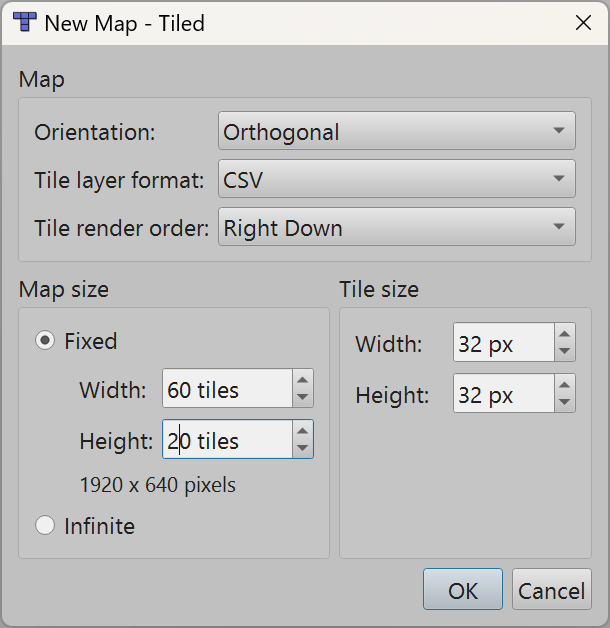 New Map - Tiled
Map
Orientation: Orthogonal
Tile layer format: CSV
Tile render order: Right Down
Map size
Fixed
Width: 60 tiles
Height: 20 tiles
1920 x 640 pixels
Infinite
Tile size
Width: 32 px
Height: 32 px
OK Cancel